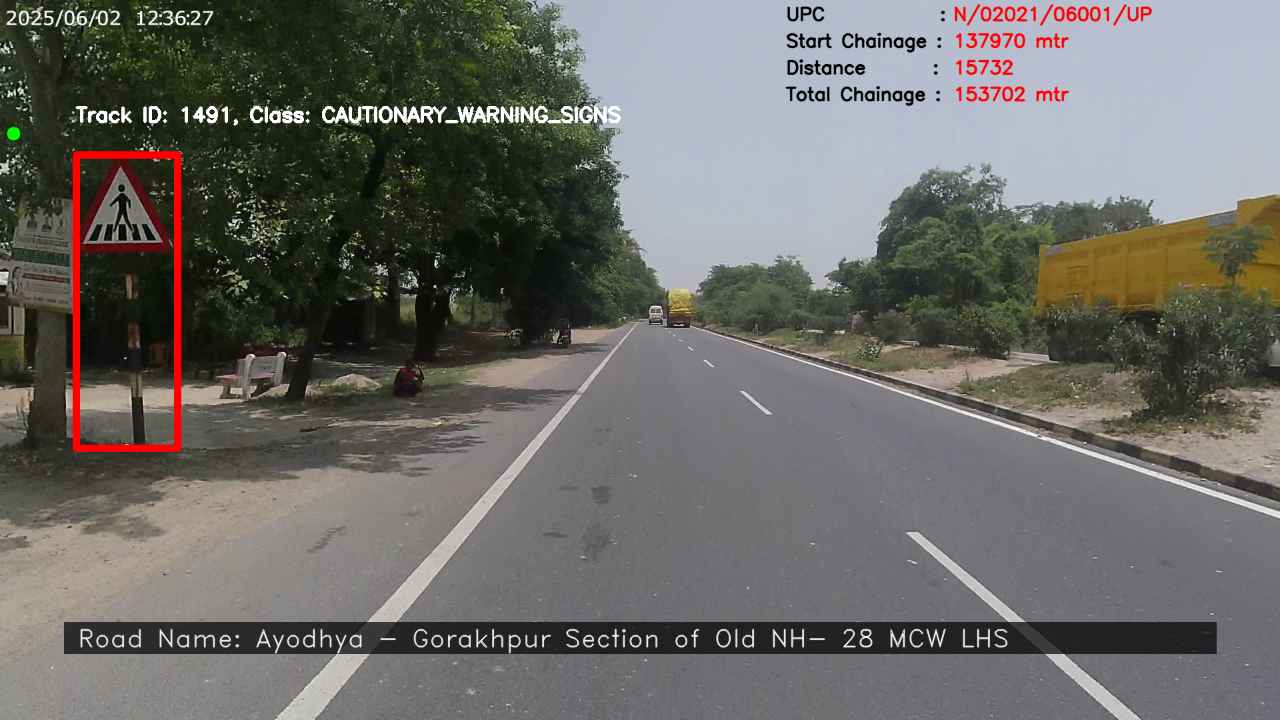 2025/06/02 12:36:27
UPC : N/02021/06001/UP
Start Chainage : 137970 mtr
Distance : 15732
Total Chainage : 153702 mtr
Track ID: 1491, Class: CAUTIONARY_WARNING_SIGNS
Road Name: Ayodhya - Gorakhpur Section of Old NH- 28 MCW LHS